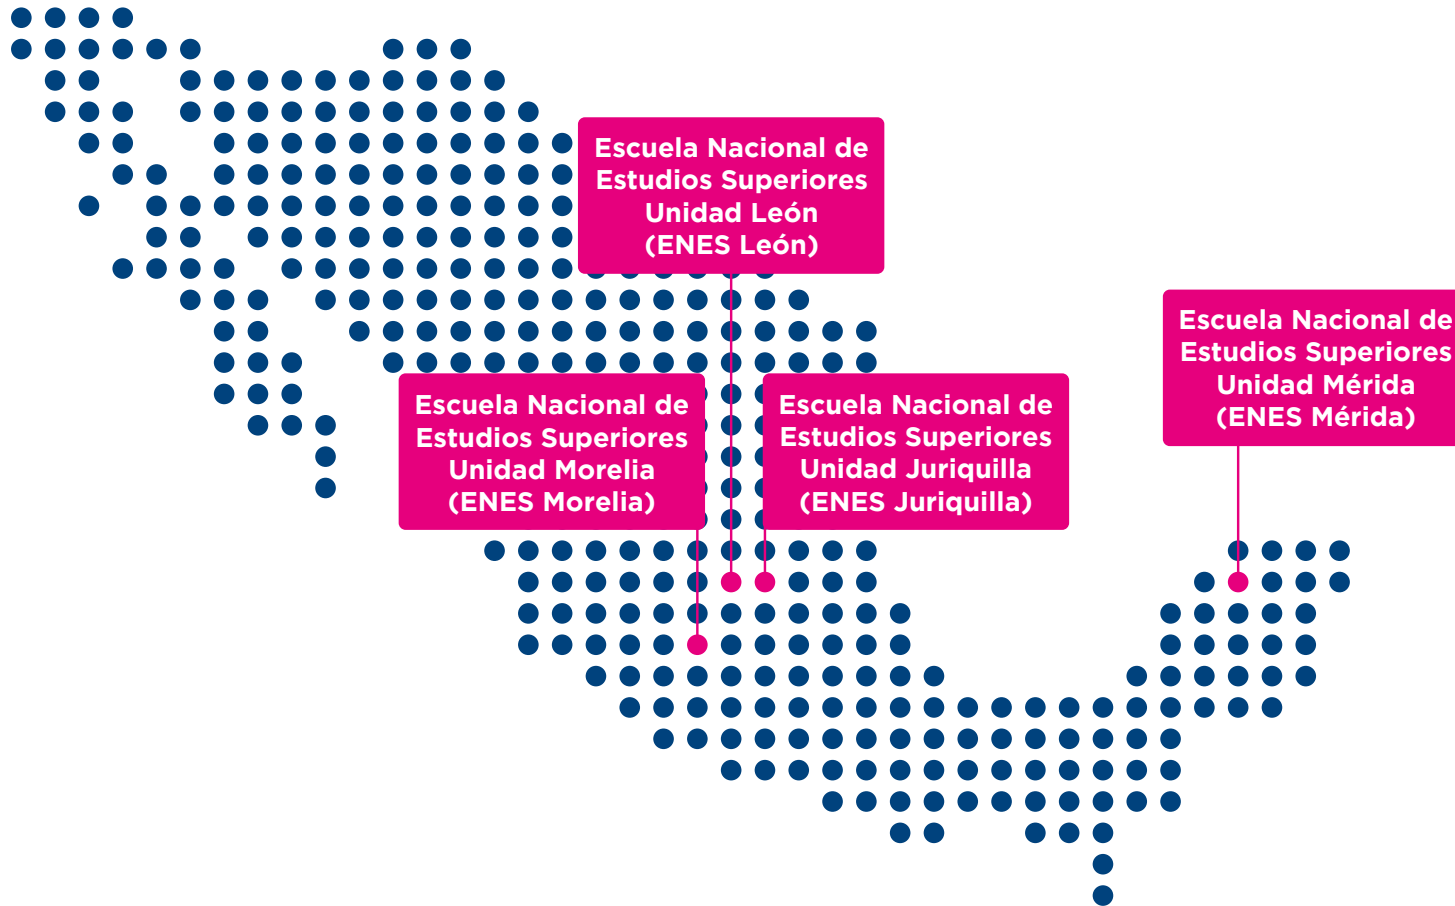 Escuela Nacional de
Estudios Superiores
Unidad León
(ENES León)
Escuela Nacional de
Estudios Superiores
Unidad Mérida
(ENES Mérida)
Escuela Nacional de
Estudios Superiores
Unidad Morelia
(ENES Morelia)
Escuela Nacional de
Estudios Superiores
Unidad Juriquilla
(ENES Juriquilla)